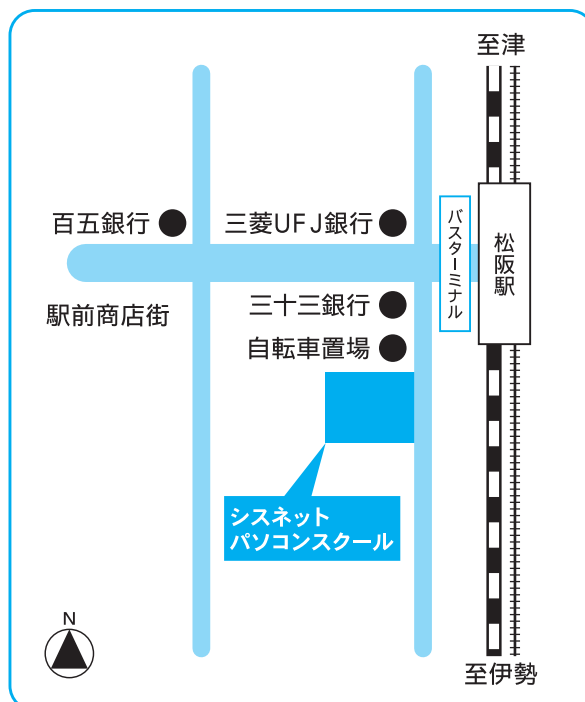 至津
百五銀行
三菱UFJ銀行
バスターミナル
松阪駅
駅前商店街
三十三銀行
自転車置場
シスネット
パソコンスクール
N
至伊勢